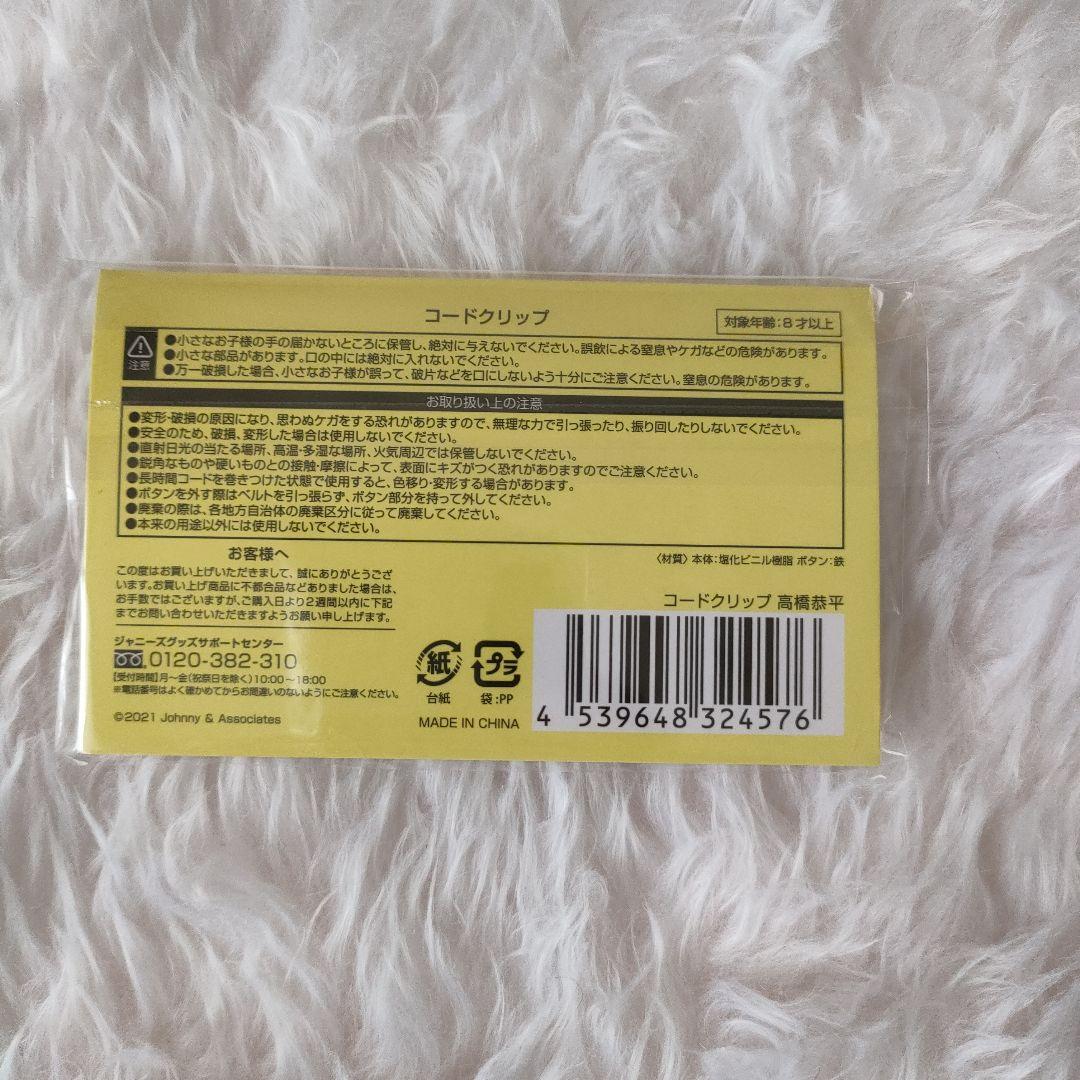 コードクリップ
対象年齢:8才以上
注意
●小さなお子様の手の届かないところに保管し、絶対に与えないでください。誤飲による窒息やケガなどの危険があります。
●小さな部品があります。口の中には絶対に入れないでください。
●万一破損した場合、小さなお子様が誤って、破片などを口にしないよう十分にご注意ください。窒息の危険があります。
お取り扱い上の注意
●変形・破損の原因になり、思わぬケガをする恐れがありますので、無理な力で引っ張ったり、振り回したりしないでください。
●安全のため、破損、変形した場合は使用しないでください。
●直射日光の当たる場所、高温・多湿な場所、火気周辺では保管しないでください。
●鋭角なものや硬いものとの接触・摩擦によって、表面にキズがつく恐れがありますのでご注意ください。
●長時間コードを巻きつけた状態で使用すると、色移り・変形する場合があります。
●ボタンを外す際はベルトを引っ張らず、ボタン部分を持って外してください。
●廃棄の際は、各地方自治体の廃棄区分に従って廃棄してください。
●本来の用途以外には使用しないでください。
〈材質〉本体:塩化ビニル樹脂 ボタン:鉄
お客様へ
この度はお買い上げいただきまして、誠にありがとうござ
います。お買い上げ商品に不都合品などありました場合は、
お手数ではございますが、ご購入日より2週間以内に下記
までお問い合わせいただきますようお願い申し上げます。
ジャニーズグッズサポートセンター
0120-382-310
【受付時間】月〜金(祝祭日を除く)10:00〜18:00
※電話番号はよく確かめてからお間違いのないようにご注意ください。
©2021 Johnny & Associates
紙
台紙
プラ
袋:PP
MADE IN CHINA
コードクリップ 高橋恭平
4 539648 324576